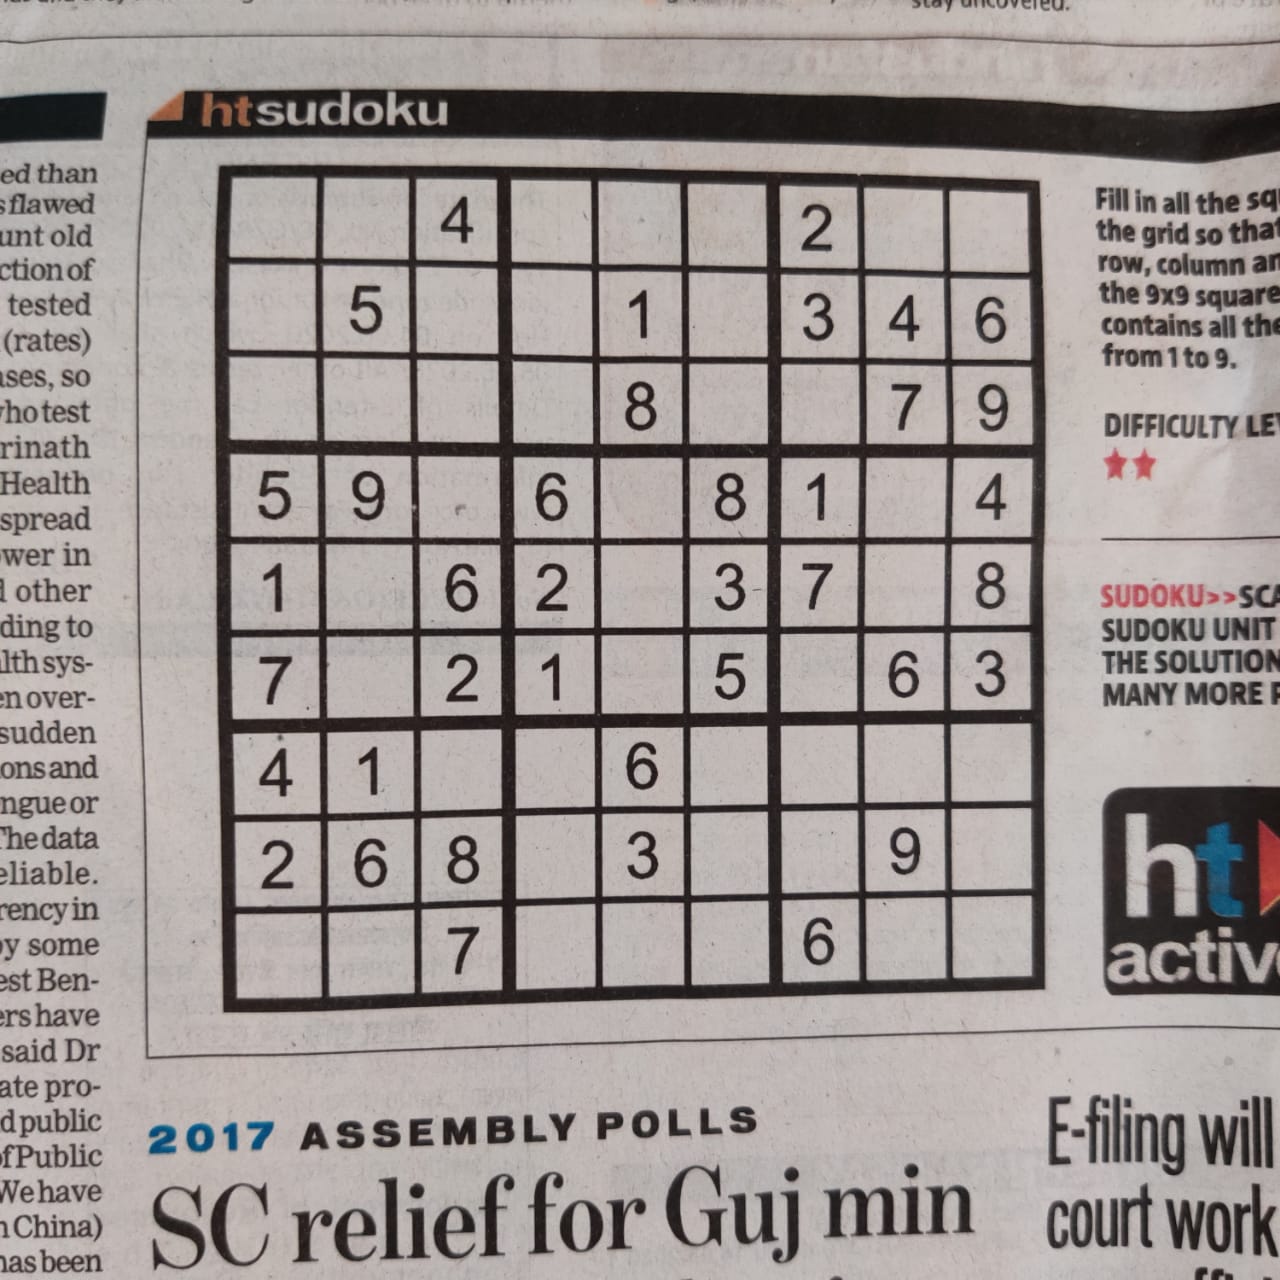 stay uncovered.
htsudoku
ed than
s flawed
unt old
ction of
tested
(rates)
ases, so
who test
rinath
Health
spread
ower in
d other
ding to
lth sys-
en over-
sudden
ons and
ngue or
The data
eliable.
rency in
by some
est Ben-
ers have
said Dr
ate pro-
d public
of Public
We have
n China)
has been
4 2
5 1 3 4 6
8 7 9
5 9 6 8 1 4
1 6 2 3 7 8
7 2 1 5 6 3
4 1 6
2 6 8 3 9
7 6
Fill in all the squ
the grid so that
row, column an
the 9x9 square
contains all the
from 1 to 9.
DIFFICULTY LEV
SUDOKU>>SCA
SUDOKU UNIT
THE SOLUTION
MANY MORE P
ht
active
2017 ASSEMBLY POLLS
SC relief for Guj min
E-filing will
court work